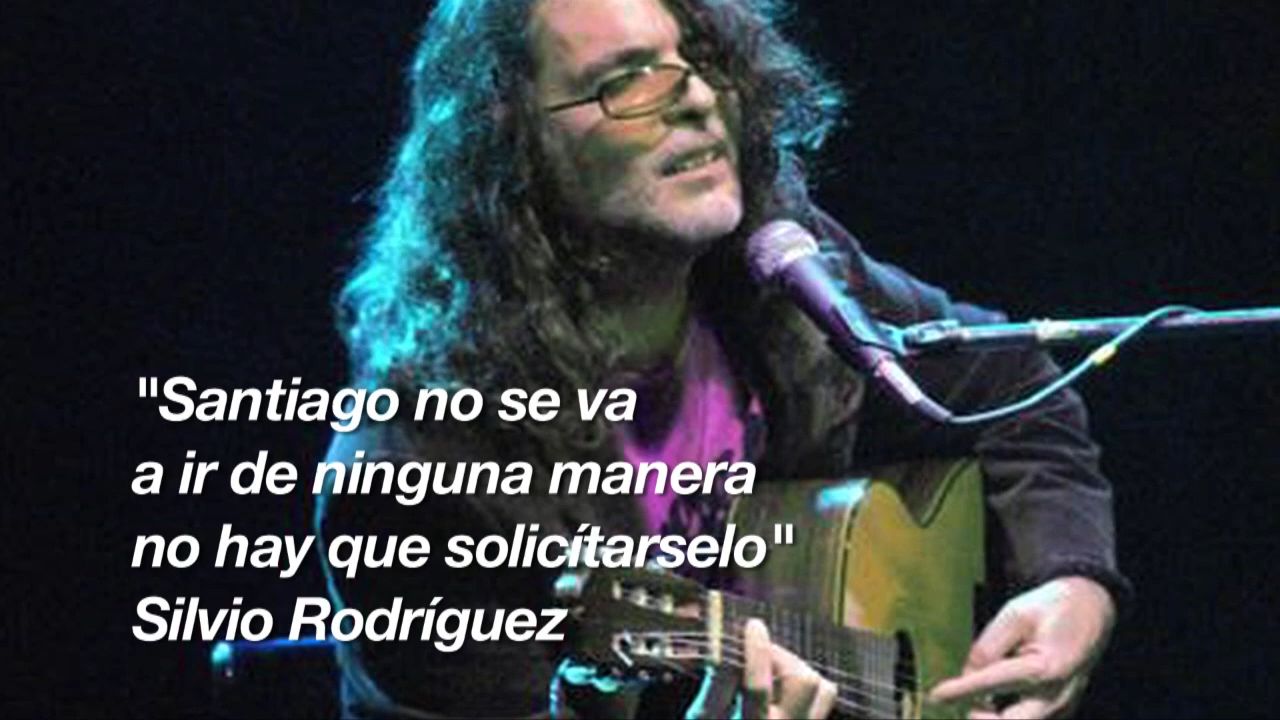 "Santiago no se va
a ir de ninguna manera
no hay que solicítarselo"
Silvio Rodríguez